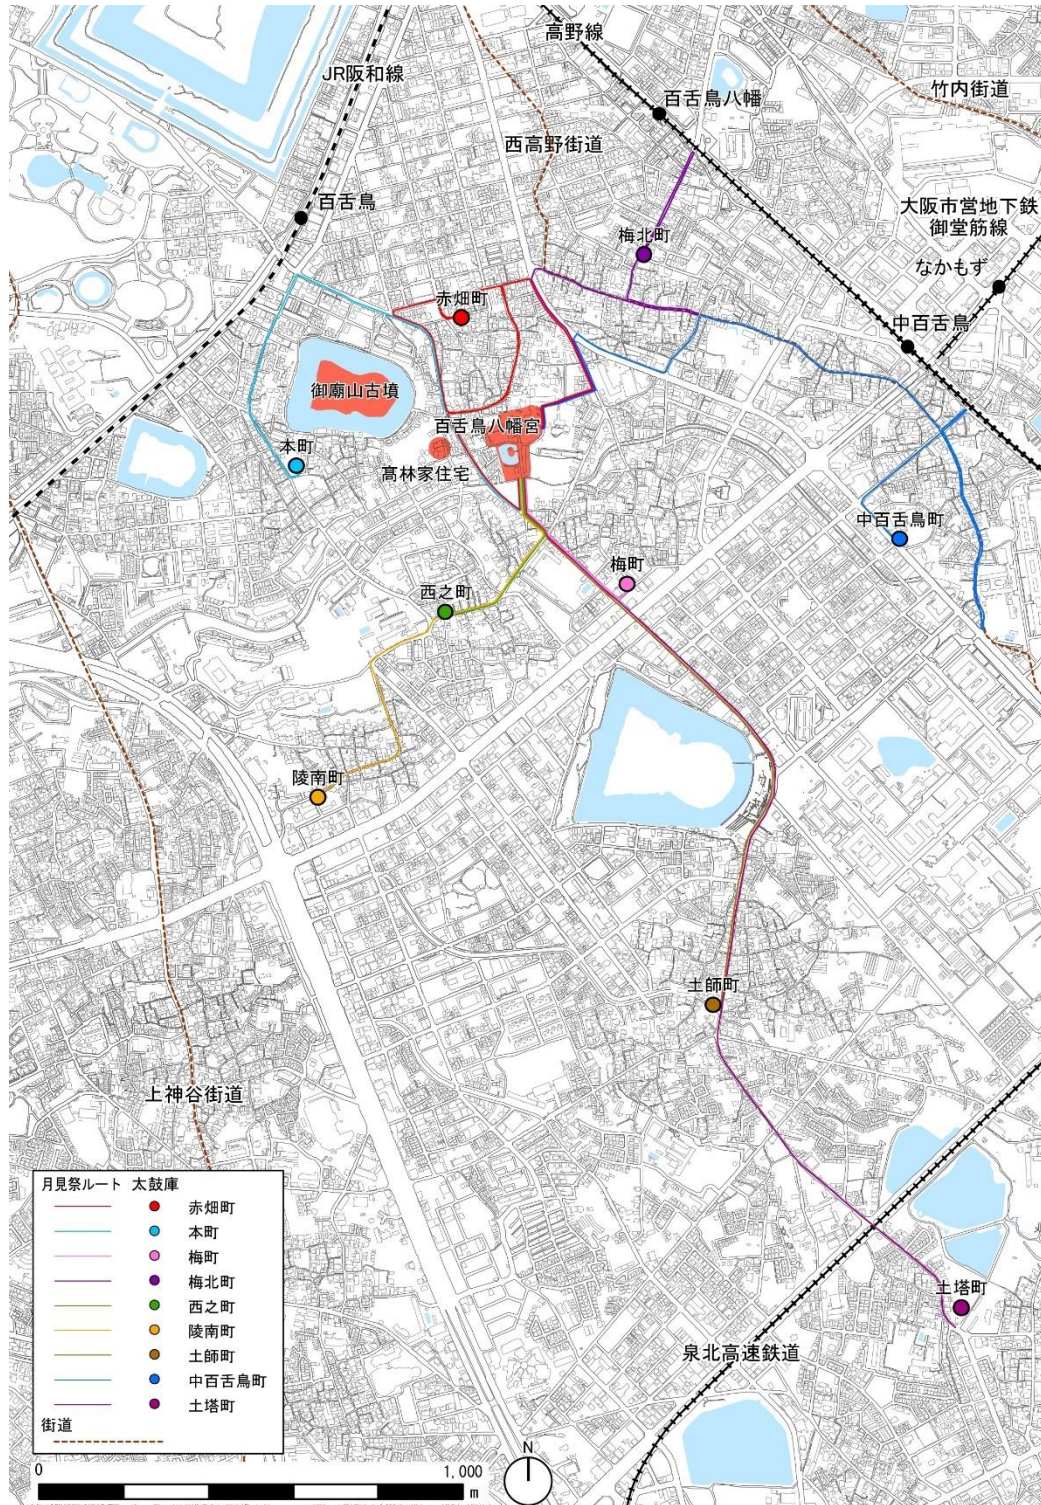 高野線
JR阪和線
百舌鳥八幡
竹内街道
西高野街道
百舌鳥
大阪市営地下鉄
御堂筋線
梅北町
なかもず
赤畑町
中百舌鳥
御廟山古墳
百舌鳥八幡宮
本町
高林家住宅
中百舌鳥町
梅町
西之町
陵南町
土師町
上神谷街道
土塔町
泉北高速鉄道
月見祭ルート 太鼓庫
赤畑町
本町
梅町
梅北町
西之町
陵南町
土師町
中百舌鳥町
土塔町
街道
N
0 1,000
m